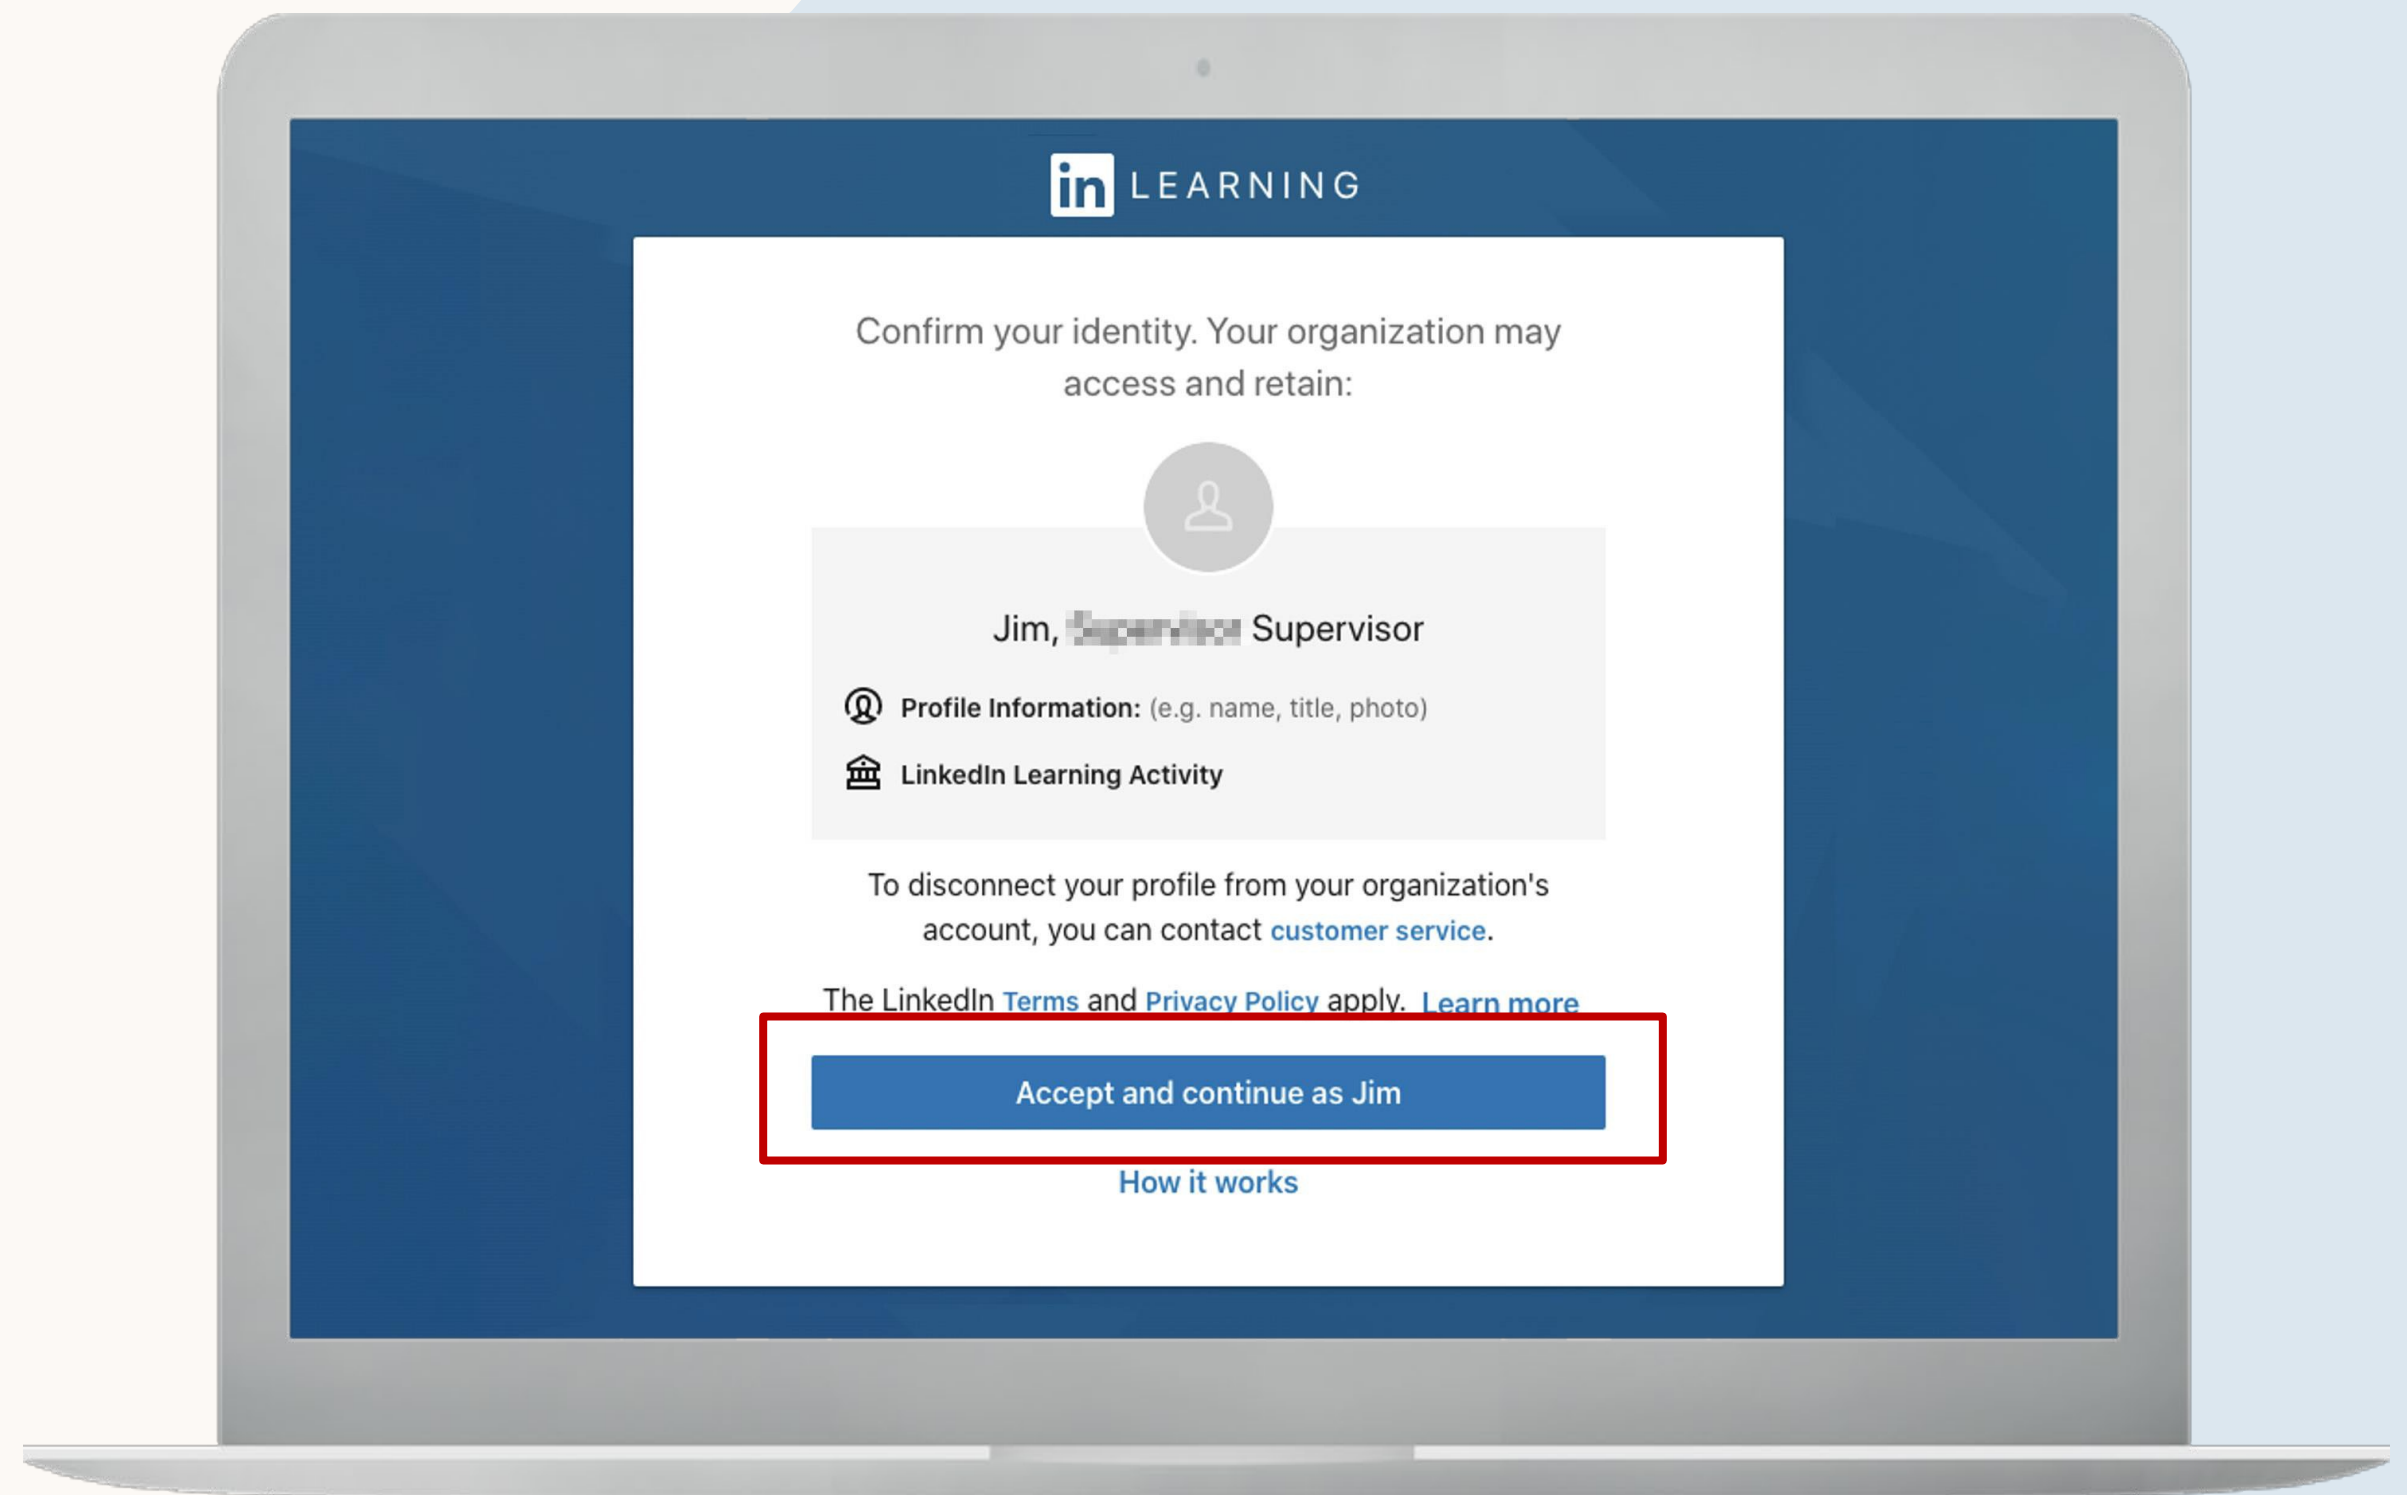 in LEARNING
Confirm your identity. Your organization may
access and retain:
Jim, Supervisor
Profile Information: (e.g. name, title, photo)
LinkedIn Learning Activity
To disconnect your profile from your organization's
account, you can contact customer service.
The LinkedIn Terms and Privacy Policy apply. Learn more
Accept and continue as Jim
How it works